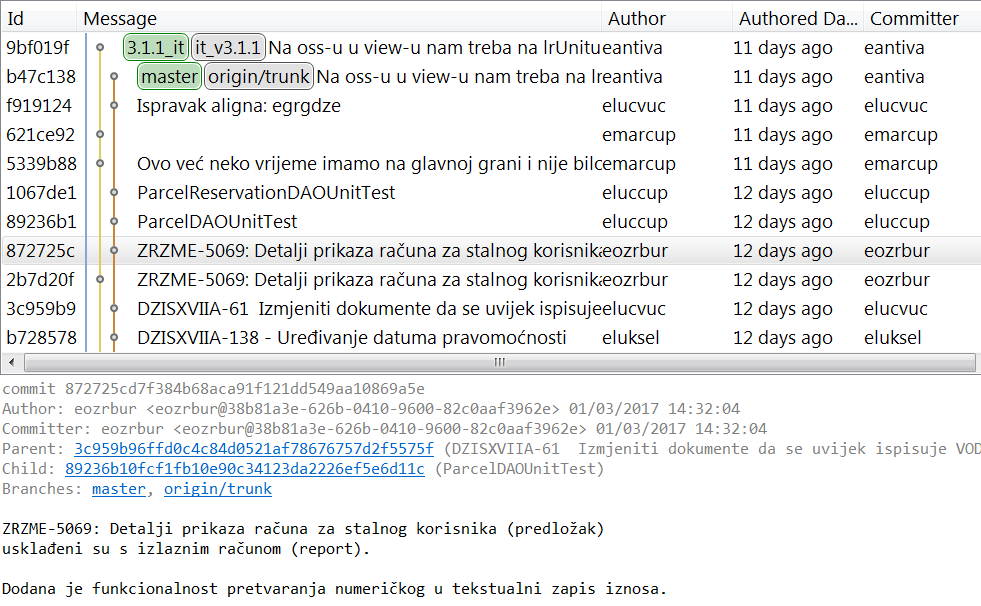 Id Message Author Authored Da... Committer
9bf019f 3.1.1_it it_v3.1.1 Na oss-u u view-u nam treba na IrUnitu eantiva 11 days ago eantiva
b47c138 master origin/trunk Na oss-u u view-u nam treba na Ir eantiva 11 days ago eantiva
f919124 Ispravak aligna: egrgdze elucvuc 11 days ago elucvuc
621ce92 emarcup 11 days ago emarcup
5339b88 Ovo već neko vrijeme imamo na glavnoj grani i nije bilo emarcup 11 days ago emarcup
1067de1 ParcelReservationDAOUnitTest eluccup 12 days ago eluccup
89236b1 ParcelDAOUnitTest eluccup 12 days ago eluccup
872725c ZRZME-5069: Detalji prikaza računa za stalnog korisnika eozrbur 12 days ago eozrbur
2b7d20f ZRZME-5069: Detalji prikaza računa za stalnog korisnika eozrbur 12 days ago eozrbur
3c959b9 DZISXVIIA-61 Izmjeniti dokumente da se uvijek ispisuje elucvuc 12 days ago elucvuc
b728578 DZISXVIIA-138 - Uređivanje datuma pravomoćnosti eluksel 12 days ago eluksel
commit 872725cd7f384b68aca91f121dd549aa10869a5e
Author: eozrbur <eozrbur@38b81a3e-626b-0410-9600-82c0aaf3962e> 01/03/2017 14:32:04
Committer: eozrbur <eozrbur@38b81a3e-626b-0410-9600-82c0aaf3962e> 01/03/2017 14:32:04
Parent: 3c959b96ffd0c4c84d0521af78676757d2f5575f (DZISXVIIA-61 Izmjeniti dokumente da se uvijek ispisuje VOD
Child: 89236b10fcf1fb10e90c34123da2226ef5e6d11c (ParcelDAOUnitTest)
Branches: master, origin/trunk
ZRZME-5069: Detalji prikaza računa za stalnog korisnika (predložak)
usklađeni su s izlaznim računom (report).
Dodana je funkcionalnost pretvaranja numeričkog u tekstualni zapis iznosa.